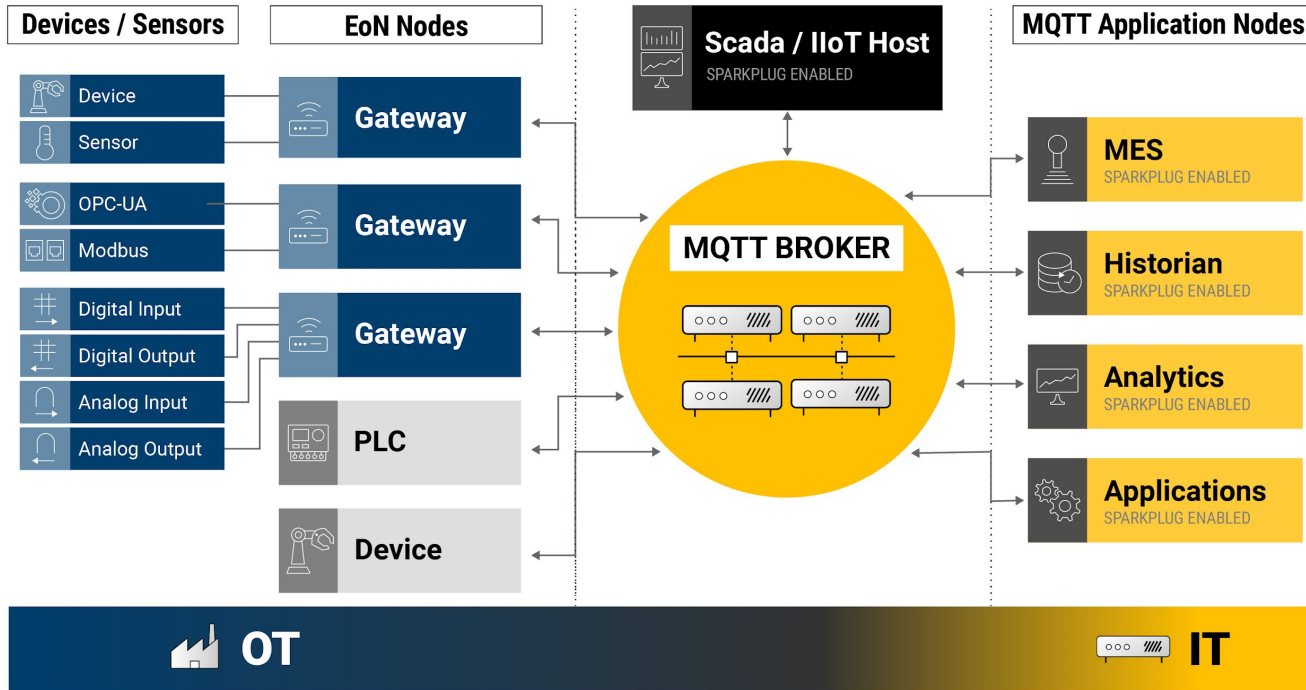 Devices / Sensors
EoN Nodes
Scada / IIoT Host
SPARKPLUG ENABLED
MQTT Application Nodes
Device
Sensor
Gateway
OPC-UA
Modbus
Gateway
Digital Input
Digital Output
Analog Input
Analog Output
Gateway
PLC
Device
MQTT BROKER
MES
SPARKPLUG ENABLED
Historian
SPARKPLUG ENABLED
Analytics
SPARKPLUG ENABLED
Applications
SPARKPLUG ENABLED
OT
IT